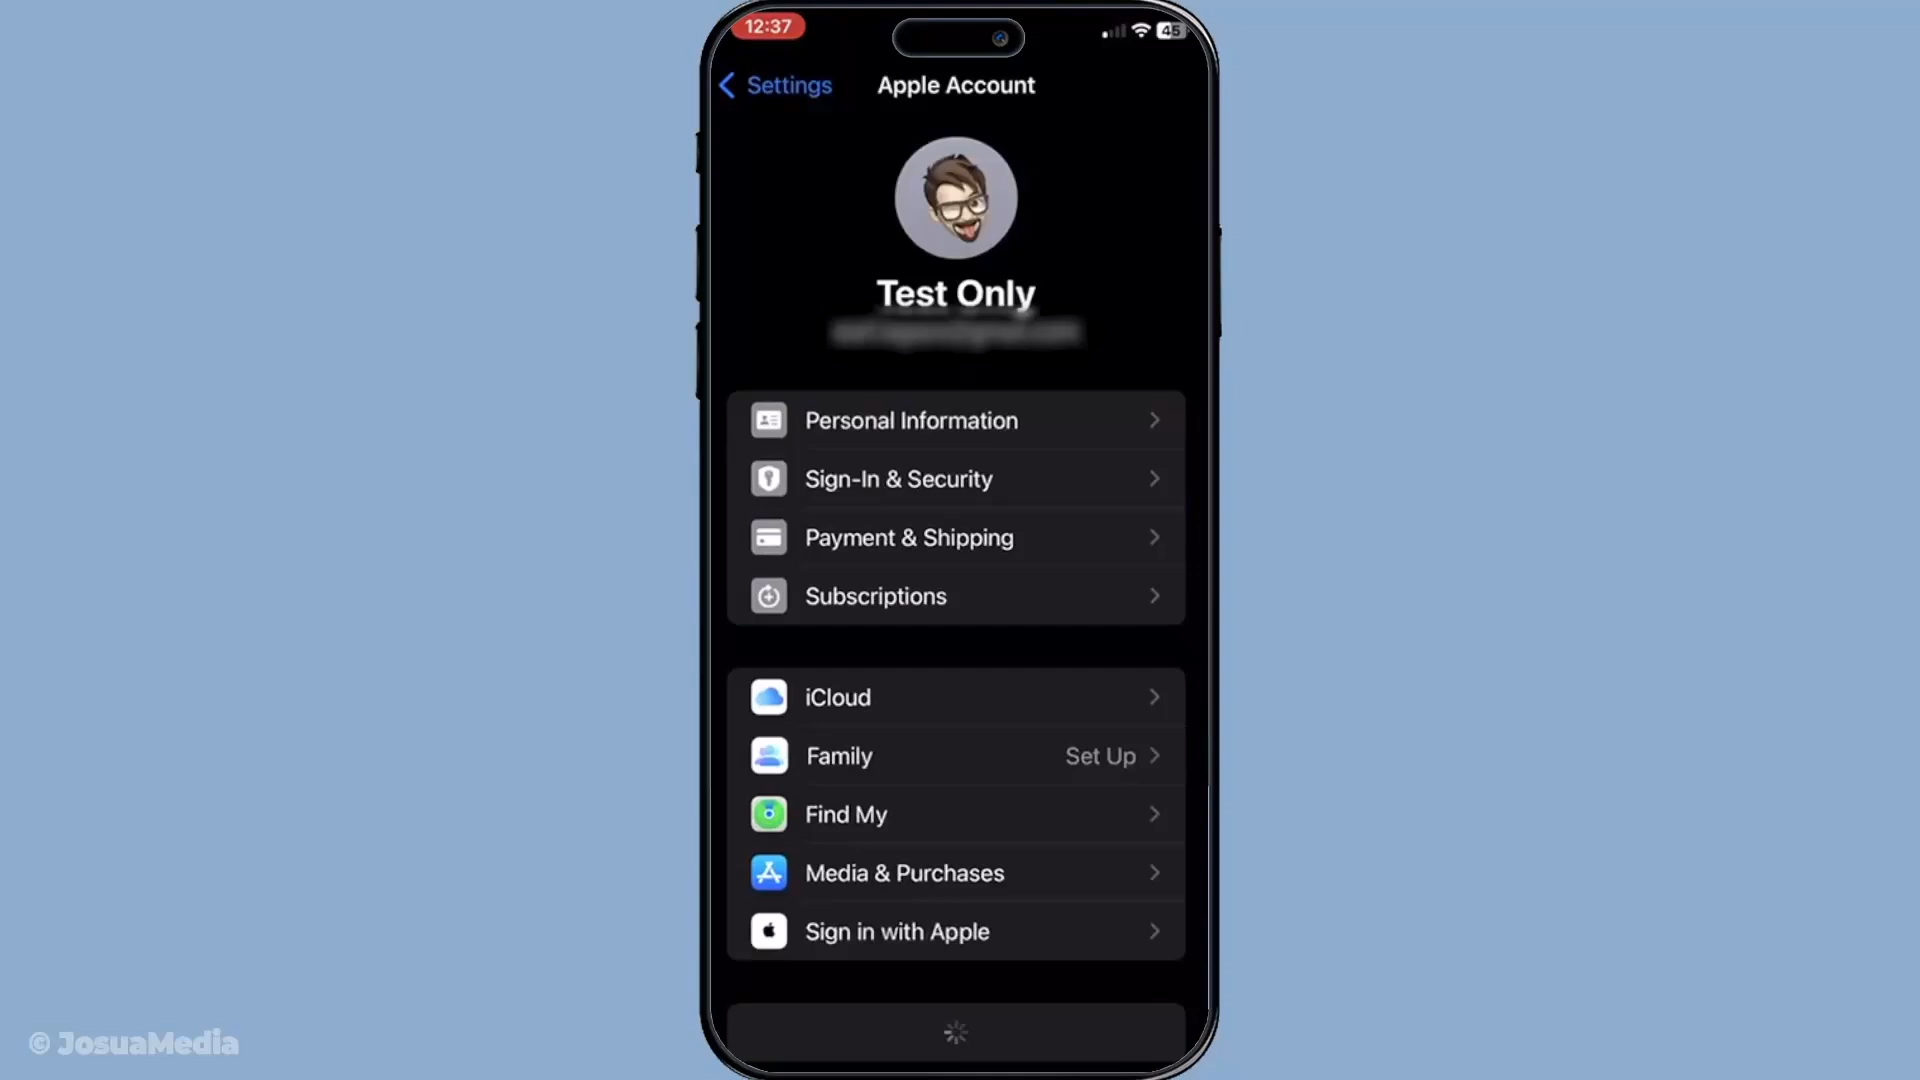 12:37
45
Settings
Apple Account
Test Only
Personal Information
Sign-In & Security
Payment & Shipping
Subscriptions
iCloud
Family
Set Up
Find My
Media & Purchases
Sign in with Apple
© JosuaMedia